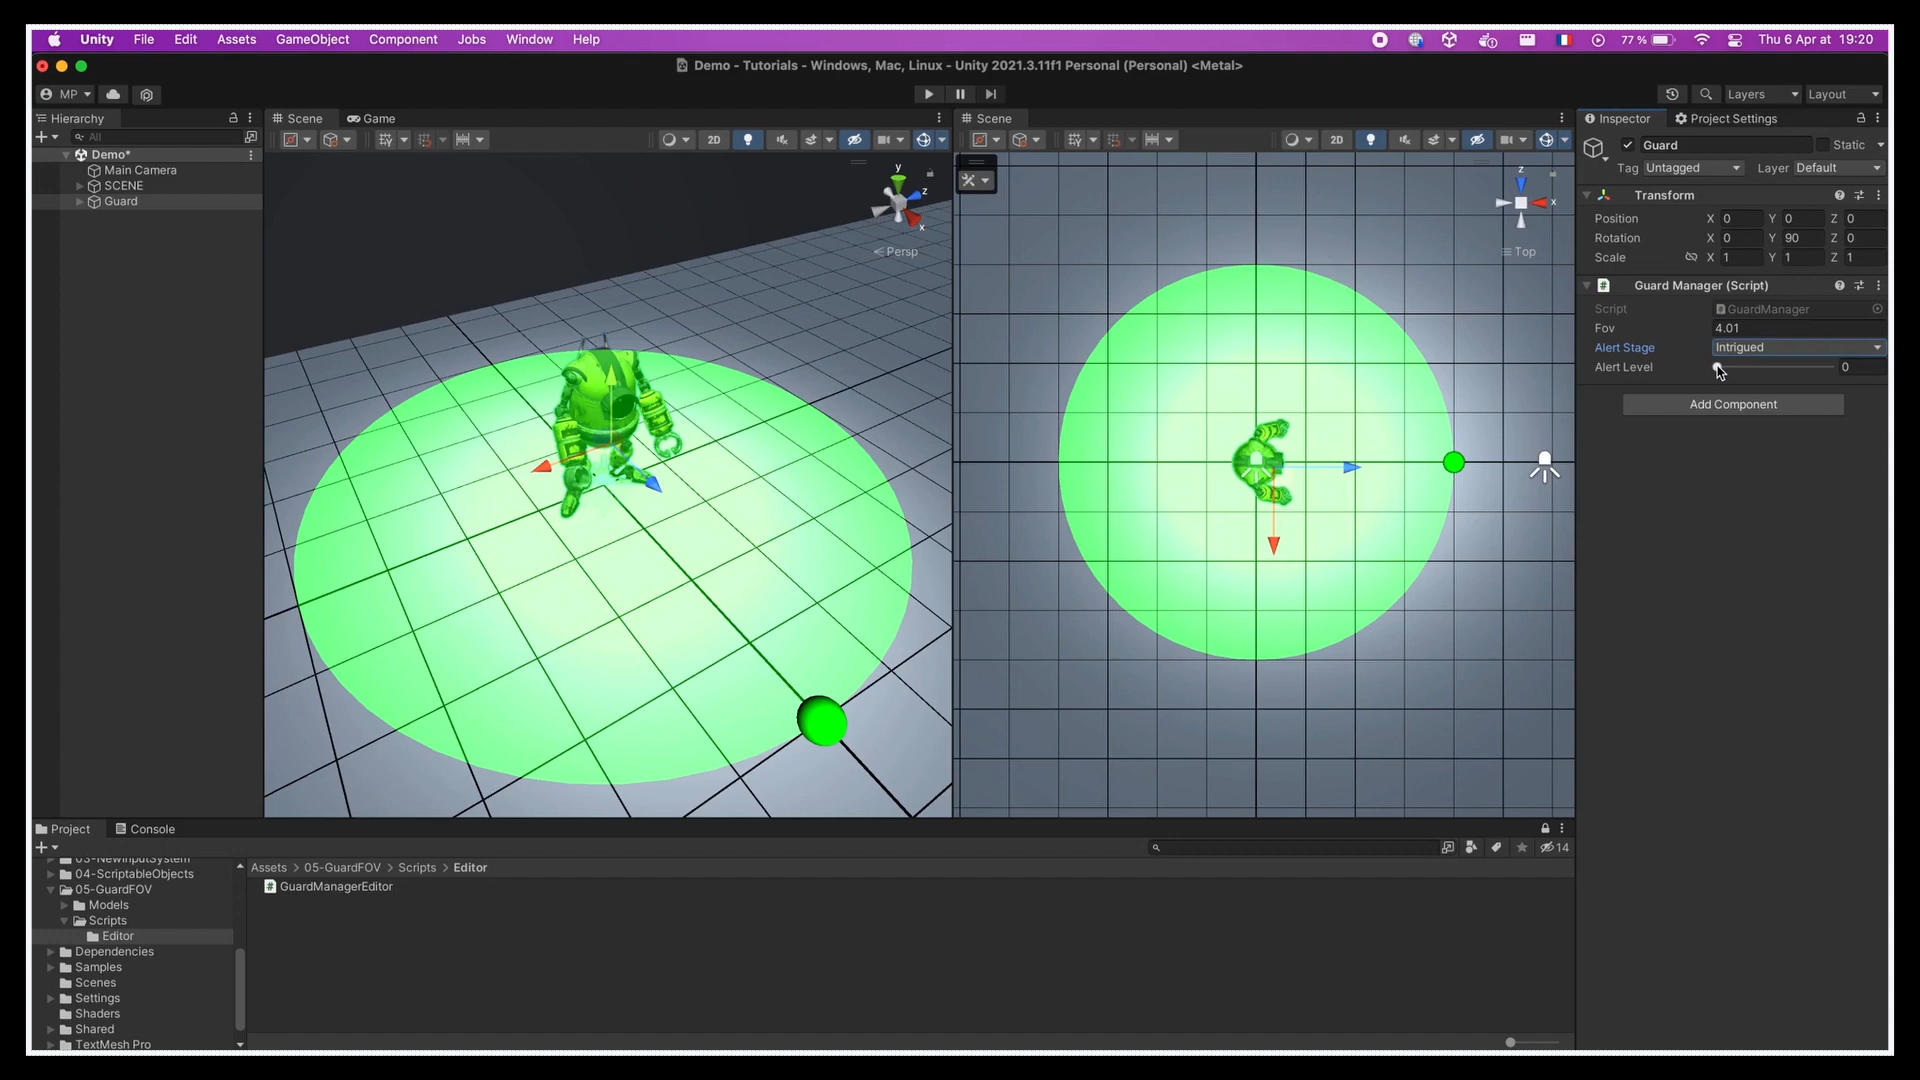 Unity File Edit Assets GameObject Component Jobs Window Help 77 % Thu 6 Apr at 19:20
Demo - Tutorials - Windows, Mac, Linux - Unity 2021.3.11f1 Personal (Personal) <Metal>
MP Layers Layout
Hierarchy
All
Demo*
Main Camera
SCENE
Guard
Scene Game
2D
y
z
x
Persp
Scene
2D
z
x
Top
Inspector Project Settings
Guard Static
Tag Untagged Layer Default
Transform
Position X 0 Y 0 Z 0
Rotation X 0 Y 90 Z 0
Scale X 1 Y 1 Z 1
# Guard Manager (Script)
Script GuardManager
Fov 4.01
Alert Stage Intrigued
Alert Level 0
Add Component
Project Console
14
03-NewInputSystem
04-ScriptableObjects
05-GuardFOV
Models
Scripts
Editor
Dependencies
Samples
Scenes
Settings
Shaders
Shared
TextMesh Pro
Assets > 05-GuardFOV > Scripts > Editor
# GuardManagerEditor